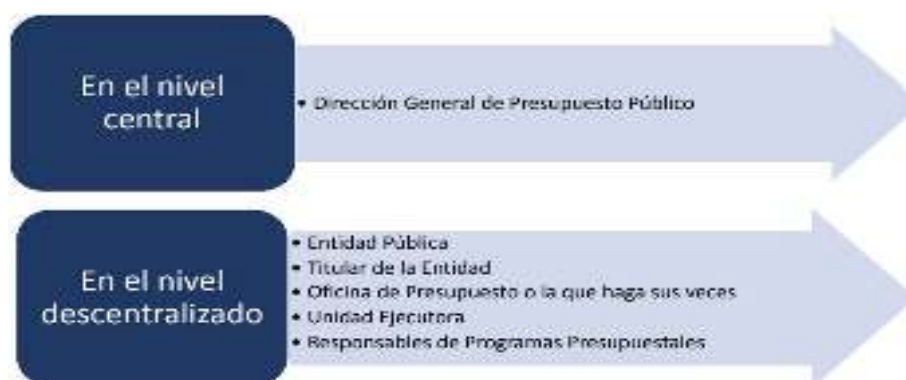 En el nivel
central
• Dirección General de Presupuesto Público
En el nivel
descentralizado
• Entidad Pública
• Titular de la Entidad
• Oficina de Presupuesto o la que haga sus veces
• Unidad Ejecutora
• Responsables de Programas Presupuestales